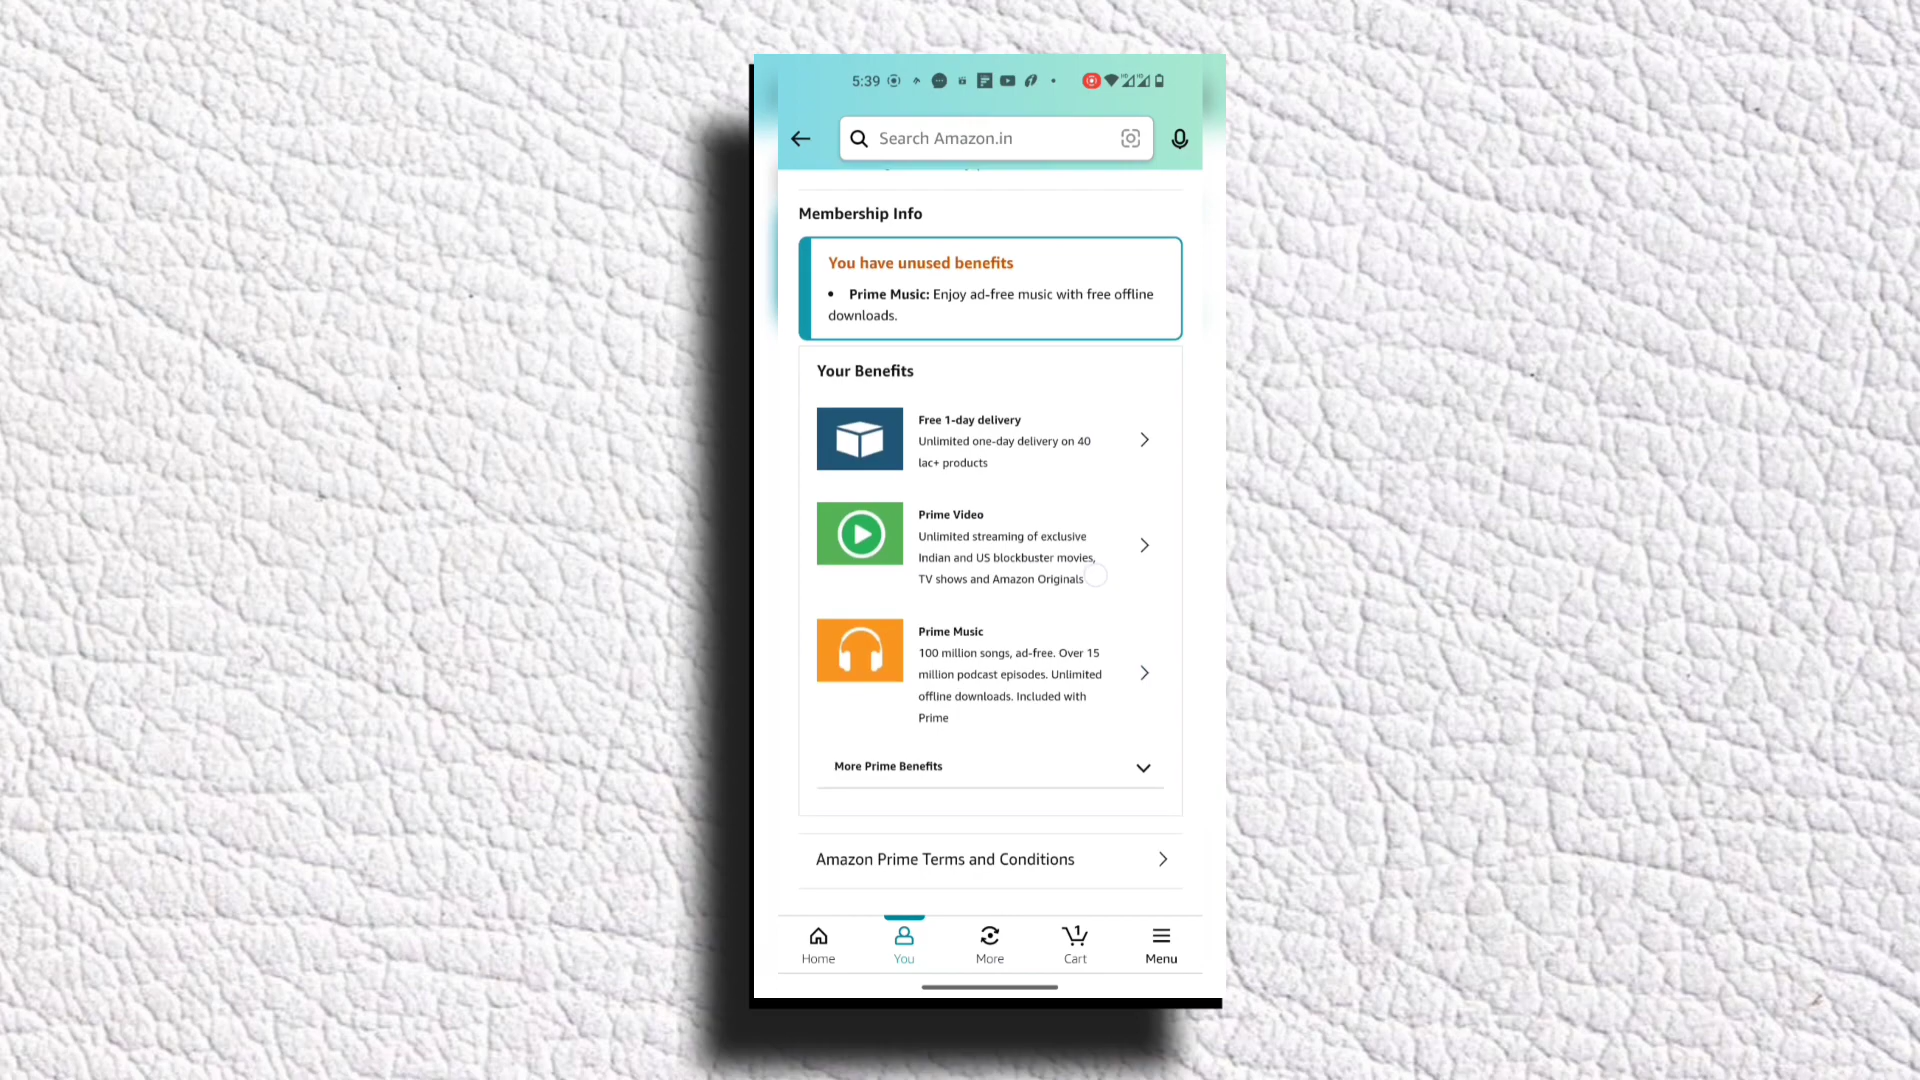 5:39
Search Amazon.in
Membership Info
You have unused benefits
• Prime Music: Enjoy ad-free music with free offline
downloads.
Your Benefits
Free 1-day delivery
Unlimited one-day delivery on 40
lac+ products
Prime Video
Unlimited streaming of exclusive
Indian and US blockbuster movies,
TV shows and Amazon Originals
Prime Music
100 million songs, ad-free. Over 15
million podcast episodes. Unlimited
offline downloads. Included with
Prime
More Prime Benefits
Amazon Prime Terms and Conditions
1
Home You More Cart Menu